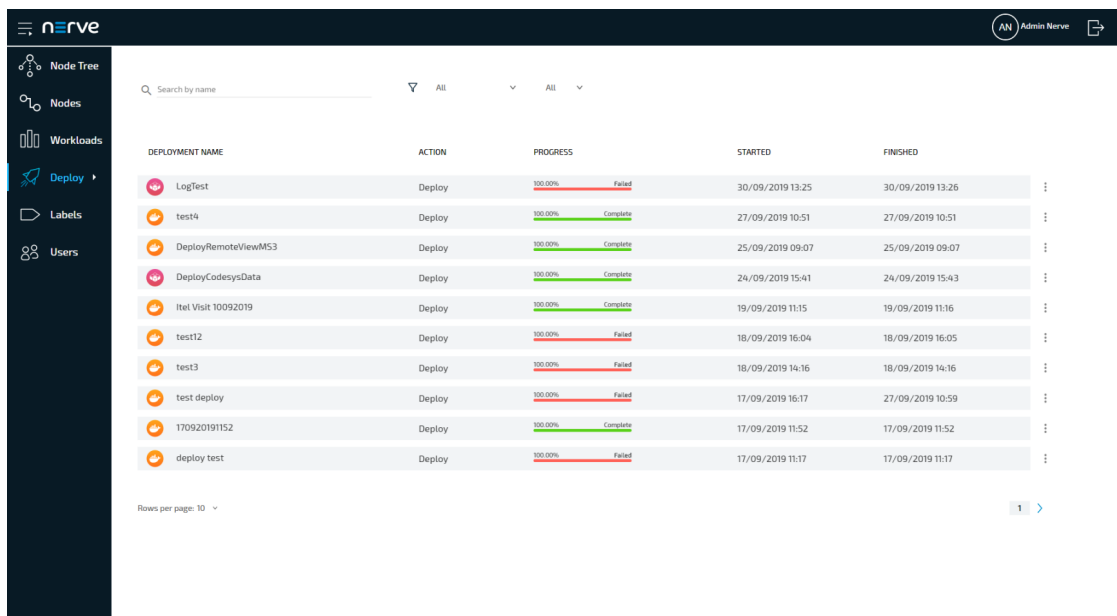 nerve
AN Admin Nerve
Node Tree
Nodes
Workloads
Deploy
Labels
Users
Search by name All All
DEPLOYMENT NAME ACTION PROGRESS STARTED FINISHED
LogTest Deploy 100.00% Failed 30/09/2019 13:25 30/09/2019 13:26
test4 Deploy 100.00% Complete 27/09/2019 10:51 27/09/2019 10:51
DeployRemoteViewMS3 Deploy 100.00% Complete 25/09/2019 09:07 25/09/2019 09:07
DeployCodesysData Deploy 100.00% Complete 24/09/2019 15:41 24/09/2019 15:43
Itel Visit 10092019 Deploy 100.00% Complete 19/09/2019 11:15 19/09/2019 11:16
test12 Deploy 100.00% Failed 18/09/2019 16:04 18/09/2019 16:05
test3 Deploy 100.00% Failed 18/09/2019 14:16 18/09/2019 14:16
test deploy Deploy 100.00% Failed 17/09/2019 16:17 27/09/2019 10:59
170920191152 Deploy 100.00% Complete 17/09/2019 11:52 17/09/2019 11:52
deploy test Deploy 100.00% Failed 17/09/2019 11:17 17/09/2019 11:17
Rows per page: 10 1